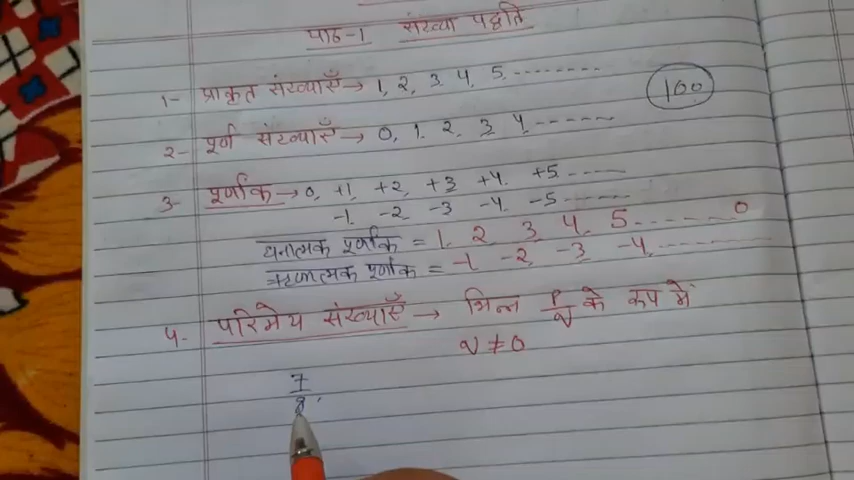 पाठ-1 संख्या पद्धति
1- प्राकृत संख्याएँ → 1, 2, 3, 4, 5, --------
100
2- पूर्ण संख्याएँ → 0, 1, 2, 3, 4, ------
3- पूर्णांक → 0, +1, +2, +3, +4, +5, -----
-1, -2, -3, -4, -5 ------
धनात्मक पूर्णांक = 1, 2, 3, 4, 5 ------ 0
ऋणात्मक पूर्णांक = -1, -2, -3, -4, --------
4- परिमेय संख्याएँ → भिन्न p/q के रूप में
q ≠ 0
7/8